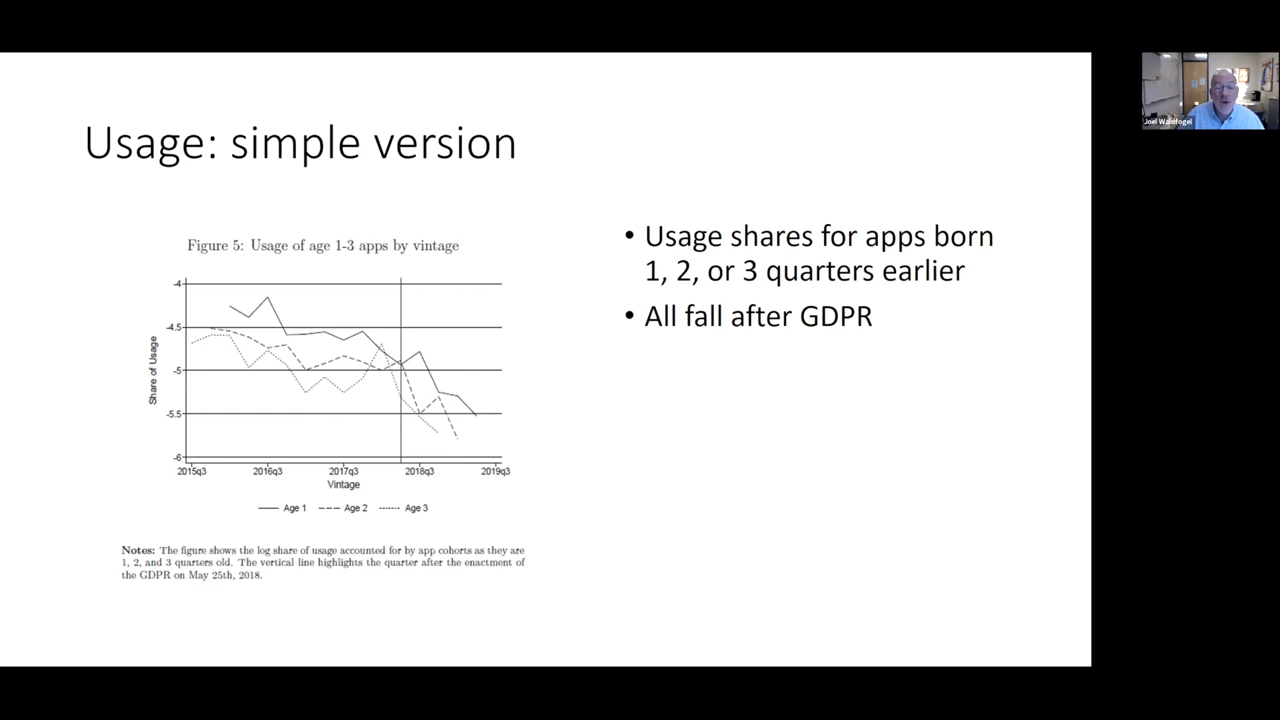 Usage: simple version
Figure 5: Usage of age 1-3 apps by vintage
-4
-4.5
-5
-5.5
-6
Share of Usage
2015q3 2016q3 2017q3 2018q3 2019q3
Vintage
Age 1 Age 2 Age 3
Notes: The figure shows the log share of usage accounted for by app cohorts as they are
1, 2, and 3 quarters old. The vertical line highlights the quarter after the enactment of
the GDPR on May 25th, 2018.
• Usage shares for apps born
1, 2, or 3 quarters earlier
• All fall after GDPR
Joel Waldfogel